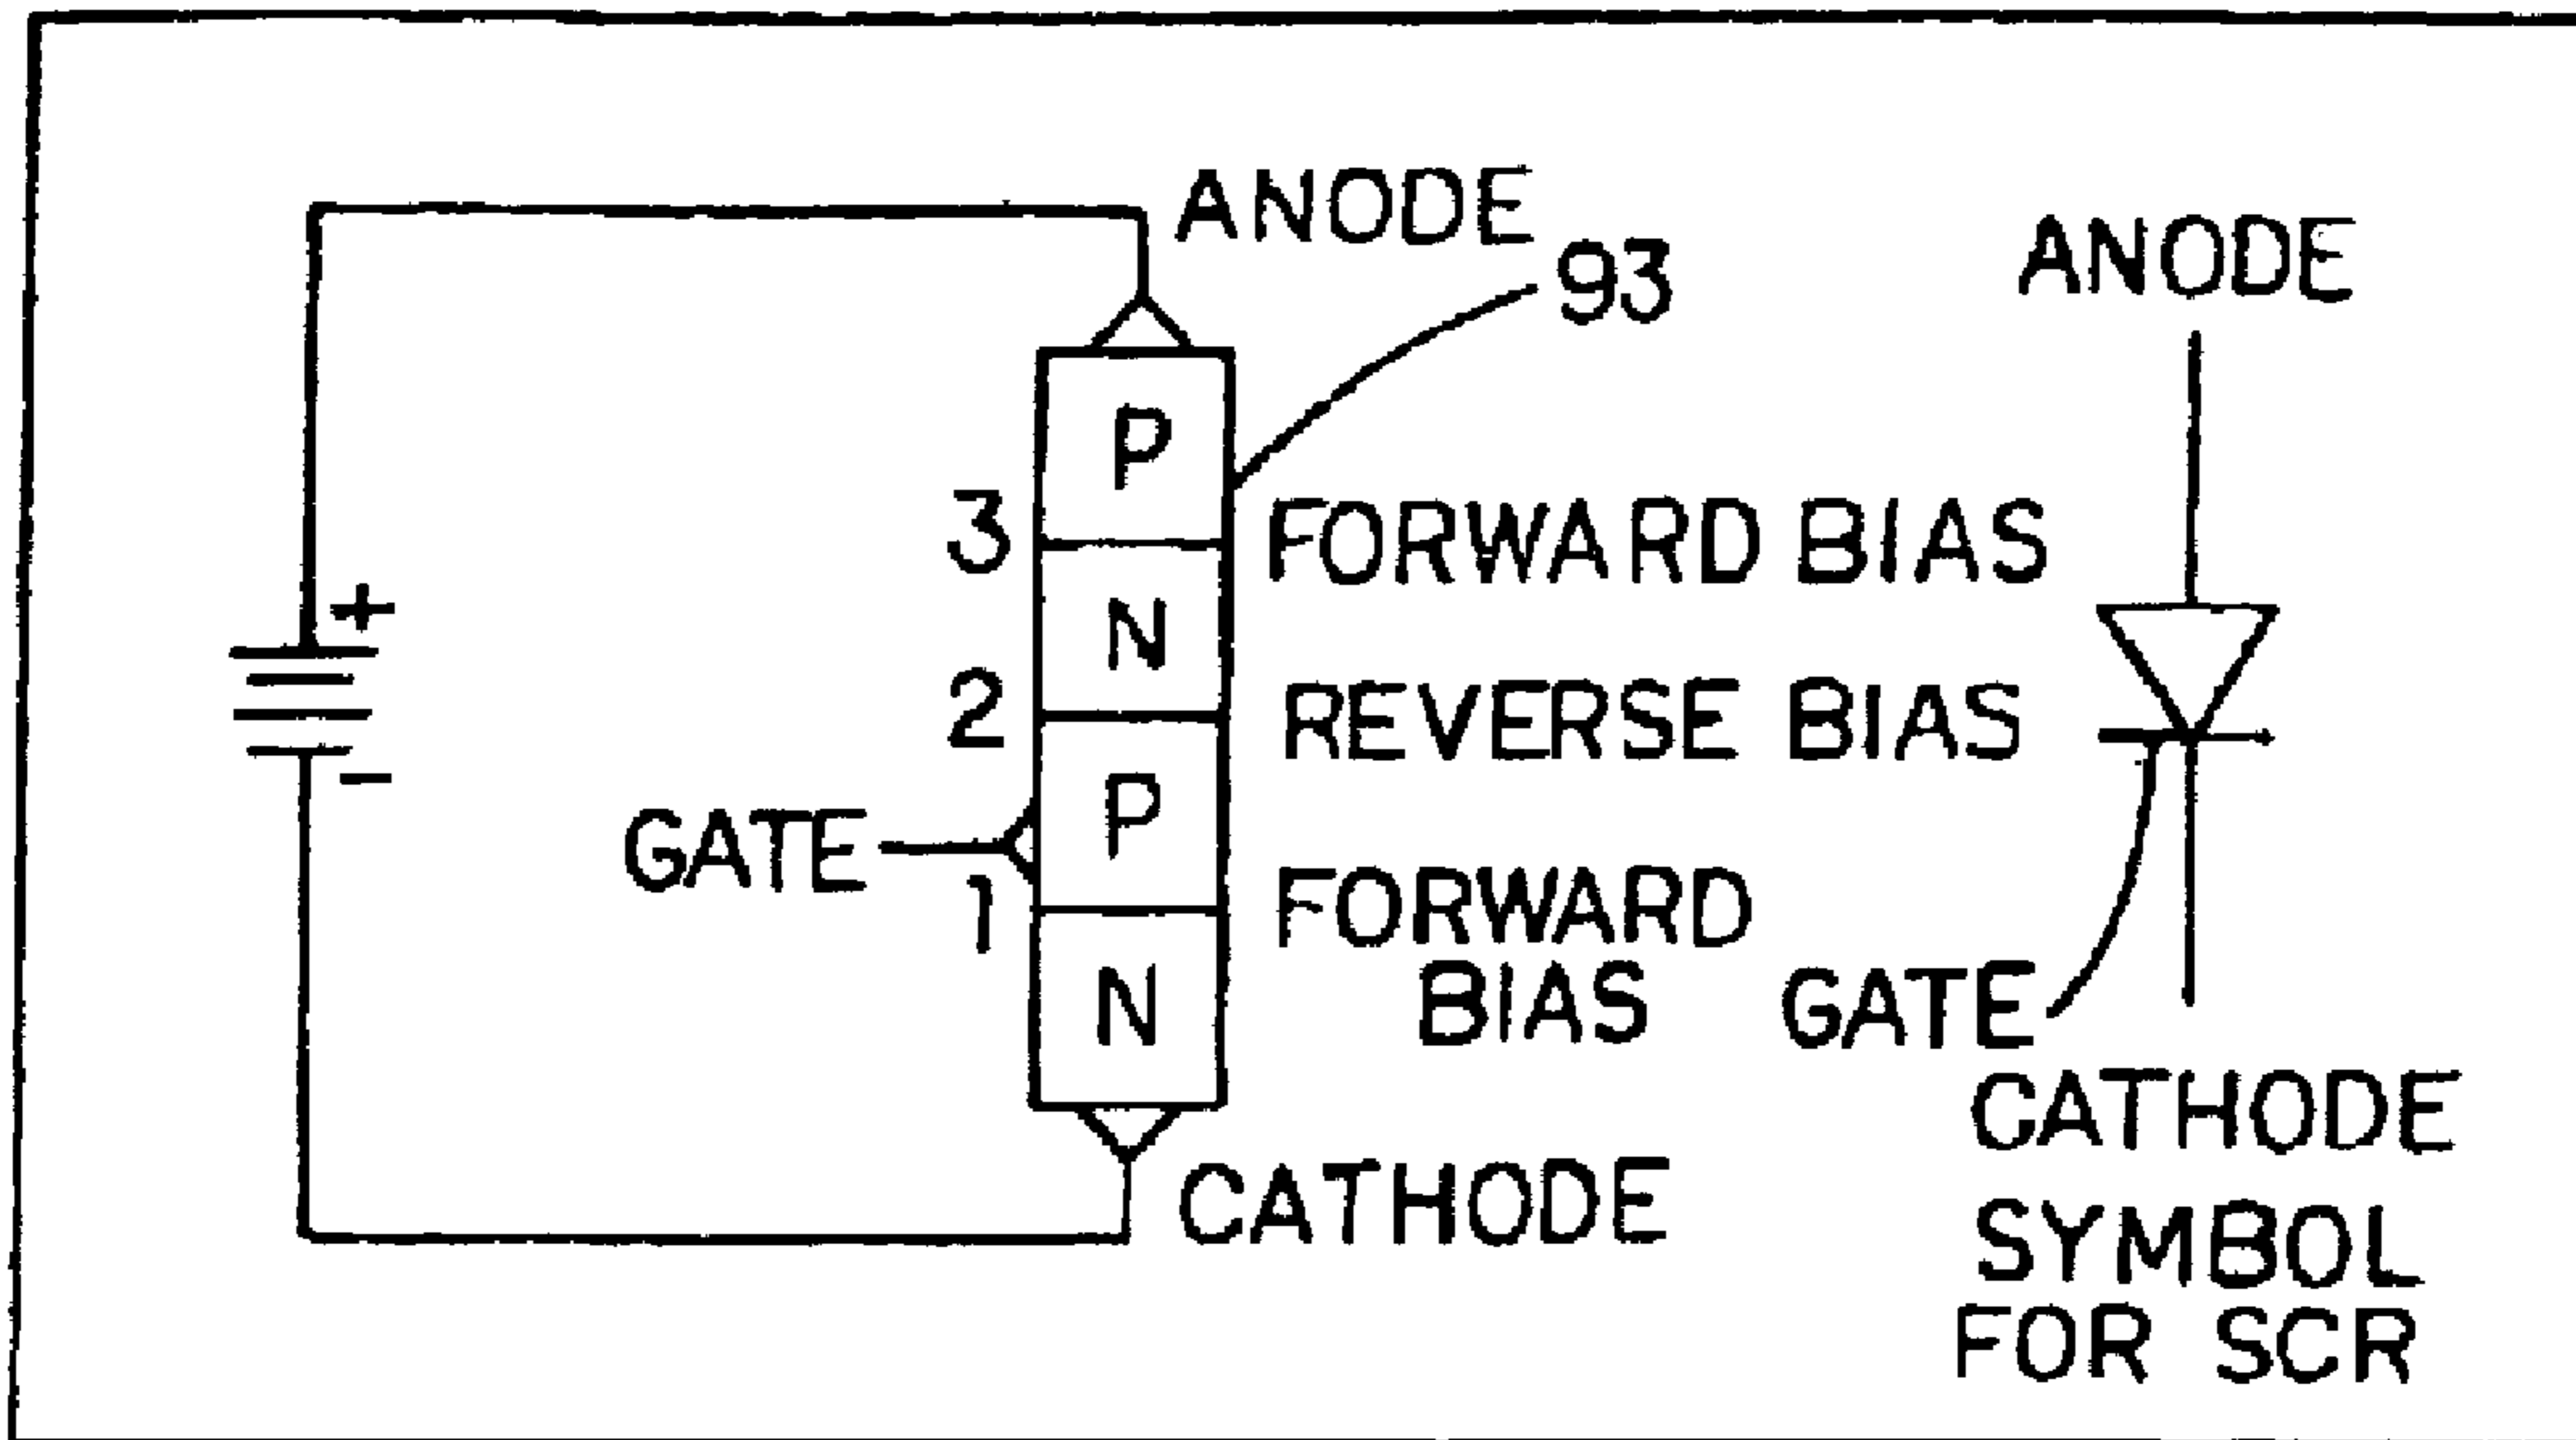 ANODE
93
ANODE
P
3 FORWARD BIAS
N
+
2 REVERSE BIAS
-
P
GATE
1 FORWARD
BIAS
N
GATE
CATHODE
CATHODE
SYMBOL
FOR SCR